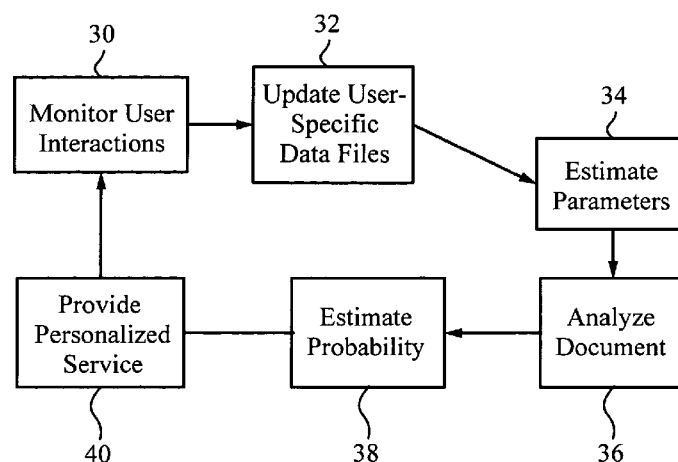 30
Monitor User
Interactions
32
Update User-
Specific
Data Files
34
Estimate
Parameters
Provide
Personalized
Service
40
Estimate
Probability
38
Analyze
Document
36